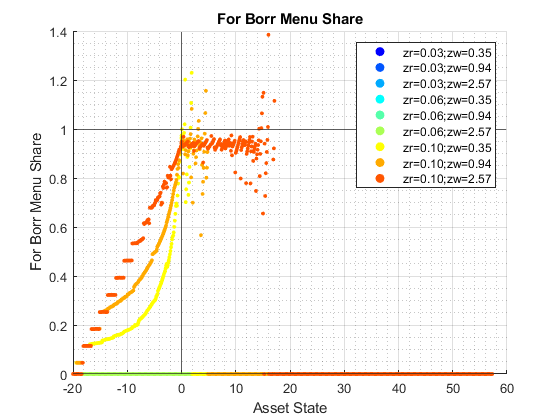 For Borr Menu Share
1.4
1.2
1
0.8
0.6
0.4
0.2
0
For Borr Menu Share
zr=0.03;zw=0.35
zr=0.03;zw=0.94
zr=0.03;zw=2.57
zr=0.06;zw=0.35
zr=0.06;zw=0.94
zr=0.06;zw=2.57
zr=0.10;zw=0.35
zr=0.10;zw=0.94
zr=0.10;zw=2.57
-20 -10 0 10 20 30 40 50 60
Asset State